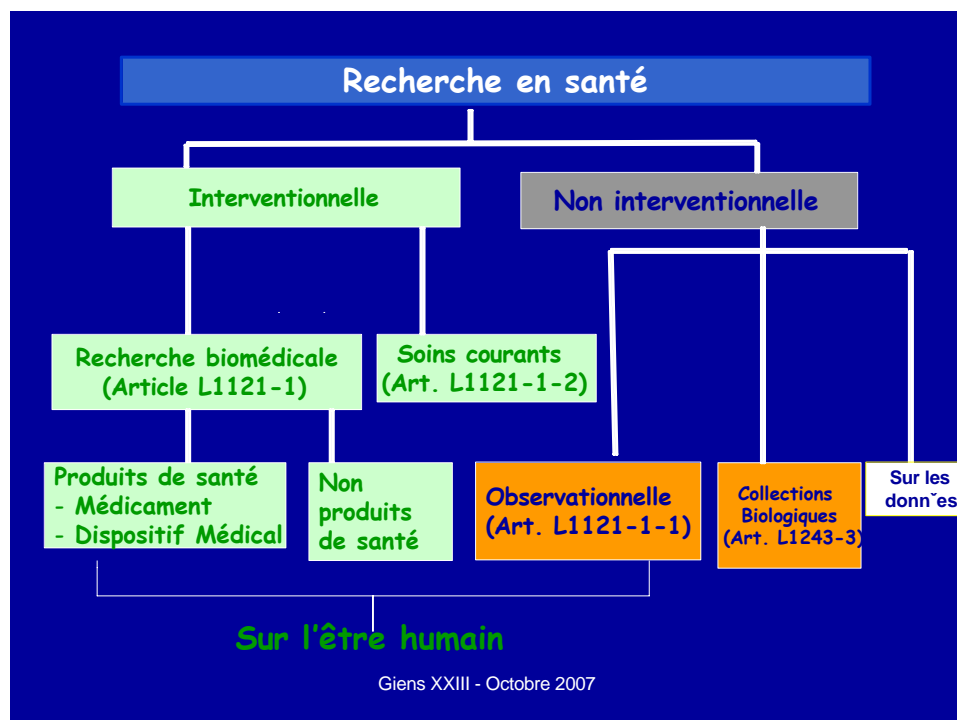 Recherche en santé
Interventionnelle
Non interventionnelle
Recherche biomédicale
(Article L1121-1)
Soins courants
(Art. L1121-1-2)
Produits de santé
- Médicament
- Dispositif Médical
Non
produits
de santé
Observationnelle
(Art. L1121-1-1)
Collections
Biologiques
(Art. L1243-3)
Sur les
donnˇes
Sur l'être humain
Giens XXIII - Octobre 2007